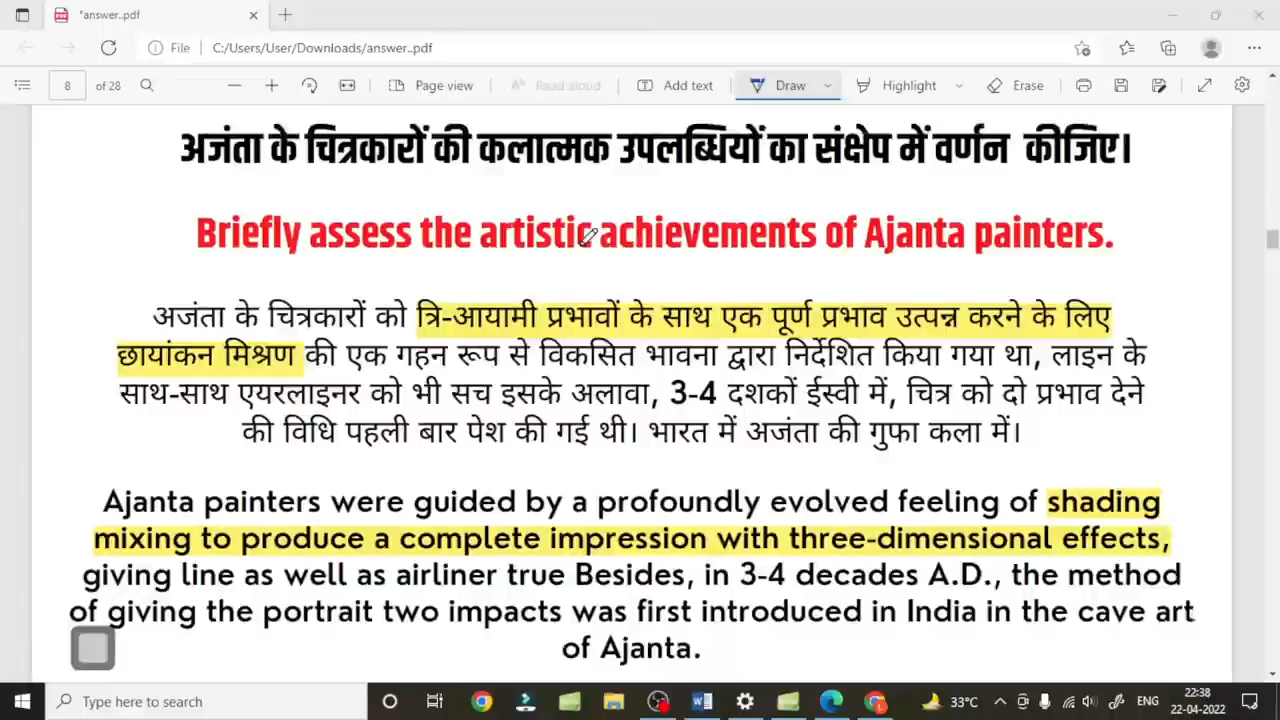 *answer..pdf
File
C:/Users/User/Downloads/answer..pdf
8 of 28
Page view
Read aloud
Add text
Draw
Highlight
Erase
अजंता के चित्रकारों की कलात्मक उपलब्धियों का संक्षेप में वर्णन कीजिए।
Briefly assess the artistic achievements of Ajanta painters.
अजंता के चित्रकारों को त्रि-आयामी प्रभावों के साथ एक पूर्ण प्रभाव उत्पन्न करने के लिए
छायांकन मिश्रण की एक गहन रूप से विकसित भावना द्वारा निर्देशित किया गया था, लाइन के
साथ-साथ एयरलाइनर को भी सच इसके अलावा, 3-4 दशकों ईस्वी में, चित्र को दो प्रभाव देने
की विधि पहली बार पेश की गई थी। भारत में अजंता की गुफा कला में।
Ajanta painters were guided by a profoundly evolved feeling of shading
mixing to produce a complete impression with three-dimensional effects,
giving line as well as airliner true Besides, in 3-4 decades A.D., the method
of giving the portrait two impacts was first introduced in India in the cave art
of Ajanta.
Type here to search
33°C
ENG
22:38
22-04-2022